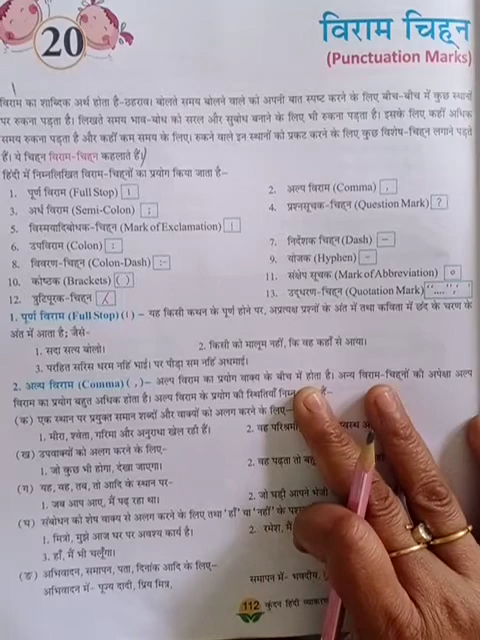 20
विराम चिह्न
(Punctuation Marks)
विराम का शाब्दिक अर्थ होता है-ठहराव। बोलते समय बोलने वाले को अपनी बात स्पष्ट करने के लिए बीच-बीच में कुछ स्थानों
पर रुकना पड़ता है। लिखते समय भाव-बोध को सरल और सुबोध बनाने के लिए भी रुकना पड़ता है। इसके लिए कहीं अधिक
समय रुकना पड़ता है और कहीं कम समय के लिए। रुकने वाले इन स्थानों को प्रकट करने के लिए कुछ विशेष-चिह्न लगाने पड़ते
हैं। ये चिह्न विराम-चिह्न कहलाते हैं।
हिंदी में निम्नलिखित विराम-चिह्नों का प्रयोग किया जाता है–
1. पूर्ण विराम (Full Stop) ।
2. अल्प विराम (Comma) ,
3. अर्ध विराम (Semi-Colon) ;
4. प्रश्नसूचक-चिह्न (Question Mark) ?
5. विस्मयादिबोधक-चिह्न (Mark of Exclamation) !
6. उपविराम (Colon) :
7. निर्देशक चिह्न (Dash) –
8. विवरण-चिह्न (Colon-Dash) :-
9. योजक (Hyphen) -
10. कोष्ठक (Brackets) ( )
11. संक्षेप सूचक (Mark of Abbreviation) ०
12. त्रुटिपूरक-चिह्न
13. उद्धरण-चिह्न (Quotation Mark) "....", ' '
1. पूर्ण विराम (Full Stop) (।) – यह किसी कथन के पूर्ण होने पर, अप्रत्यक्ष प्रश्नों के अंत में तथा कविता में छंद के चरण के
अंत में आता है; जैसे-
1. सदा सत्य बोलो।
2. किसी को मालूम नहीं, कि वह कहाँ से आया।
3. परहित सरिस धरम नहिं भाई। पर पीड़ा सम नहिं अधमाई।
2. अल्प विराम (Comma) ( , )– अल्प विराम का प्रयोग वाक्य के बीच में होता है। अन्य विराम-चिह्नों की अपेक्षा अल्प
विराम का प्रयोग बहुत अधिक होता है। अल्प विराम के प्रयोग की स्थितियाँ हैं–
(क) एक स्थान पर प्रयुक्त समान शब्दों और वाक्यों को अलग करने के लिए–
1. मीरा, श्वेता, गरिमा और अनुराधा खेल रही हैं।
2. वह परिश्रमी
(ख) उपवाक्यों को अलग करने के लिए-
1. जो कुछ भी होगा, देखा जाएगा।
2. वह पढ़ता तो
(ग) यह, वह, तब, तो आदि के स्थान पर-
1. जब आप आए, मैं पढ़ रहा था।
2. जो घड़ी आपने भेजी
(घ) संबोधन को शेष वाक्य से अलग करने के लिए तथा 'हाँ' या 'नहीं' के
1. मित्रो, मुझे आज घर पर अवश्य कार्य है।
2. रमेश, मैं
3. हाँ, मैं भी चलूँगा।
(ङ) अभिवादन, समापन, पता, दिनांक आदि के लिए–
अभिवादन में- पूज्य दादी, प्रिय मित्र,
समापन में- भवदीय,
112 कुंदन हिंदी व्याकरण